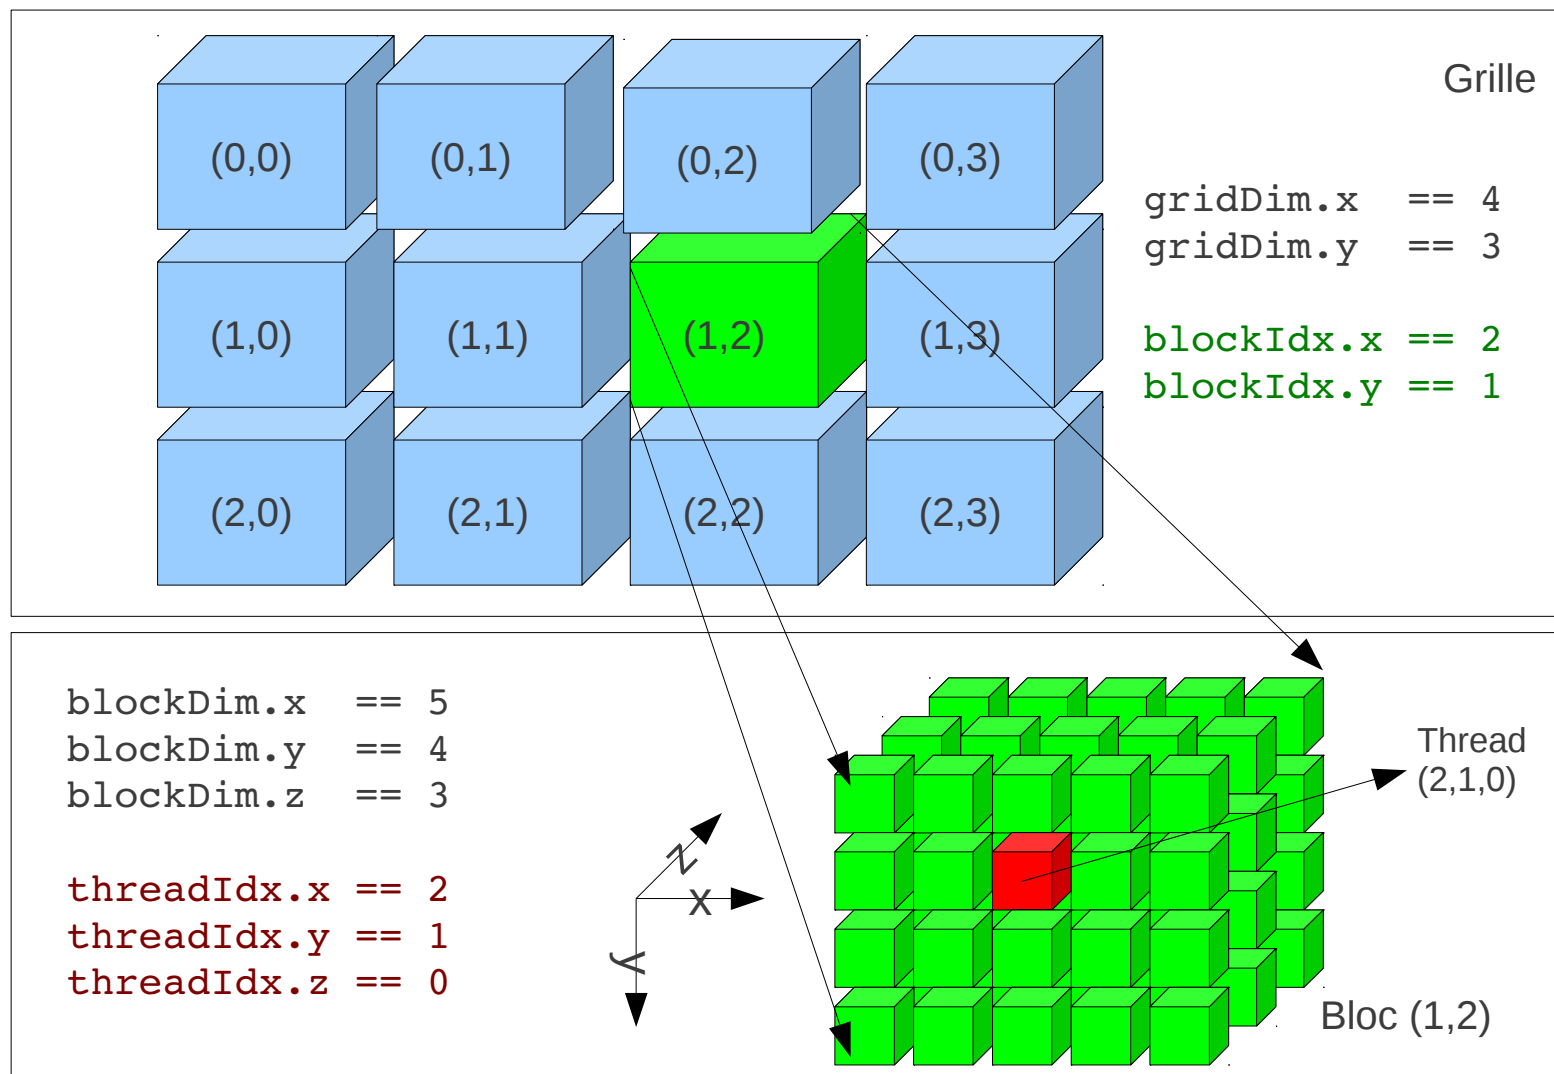 Grille
(0,0) (0,1) (0,2) (0,3)
(1,0) (1,1) (1,2) (1,3)
(2,0) (2,1) (2,2) (2,3)
gridDim.x == 4
gridDim.y == 3
blockIdx.x == 2
blockIdx.y == 1
blockDim.x == 5
blockDim.y == 4
blockDim.z == 3
threadIdx.x == 2
threadIdx.y == 1
threadIdx.z == 0
z
x
y
Thread
(2,1,0)
Bloc (1,2)